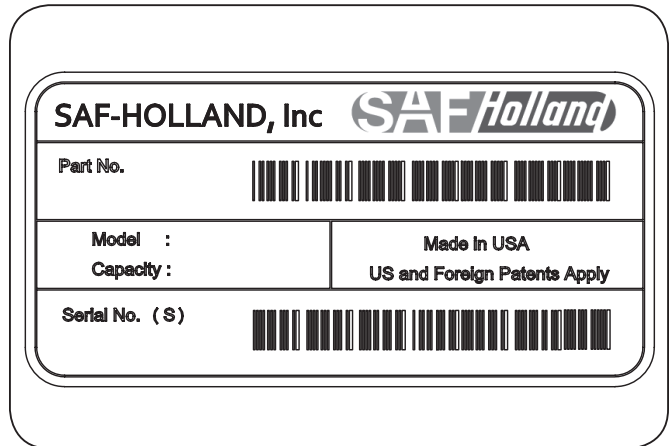 SAF-HOLLAND, Inc SAF Holland
Part No.
Model :
Capacity :
Made in USA
US and Foreign Patents Apply
Serial No. (S)